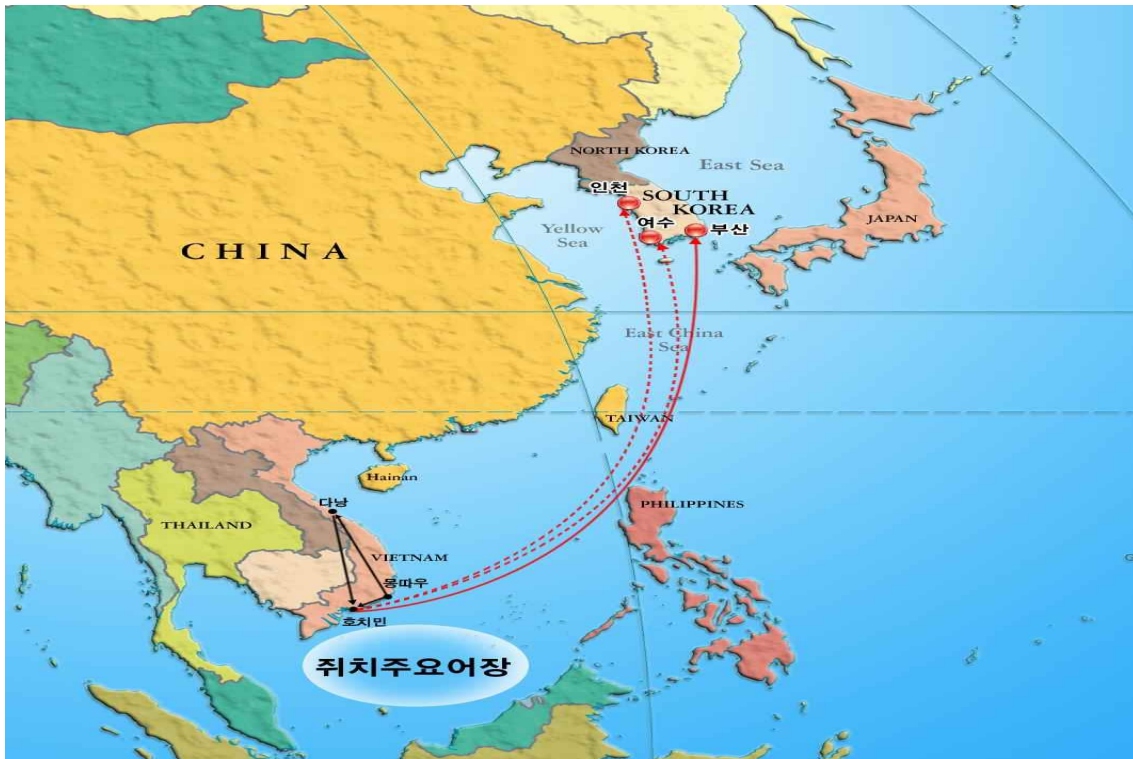 NORTH KOREA
East Sea
인천
SOUTH
KOREA
여수
부산
Yellow
Sea
JAPAN
CHINA
East China
Sea
TAIWAN
Hainan
다낭
PHILIPPINES
THAILAND
VIETNAM
롱따우
호치민
쥐치주요어장